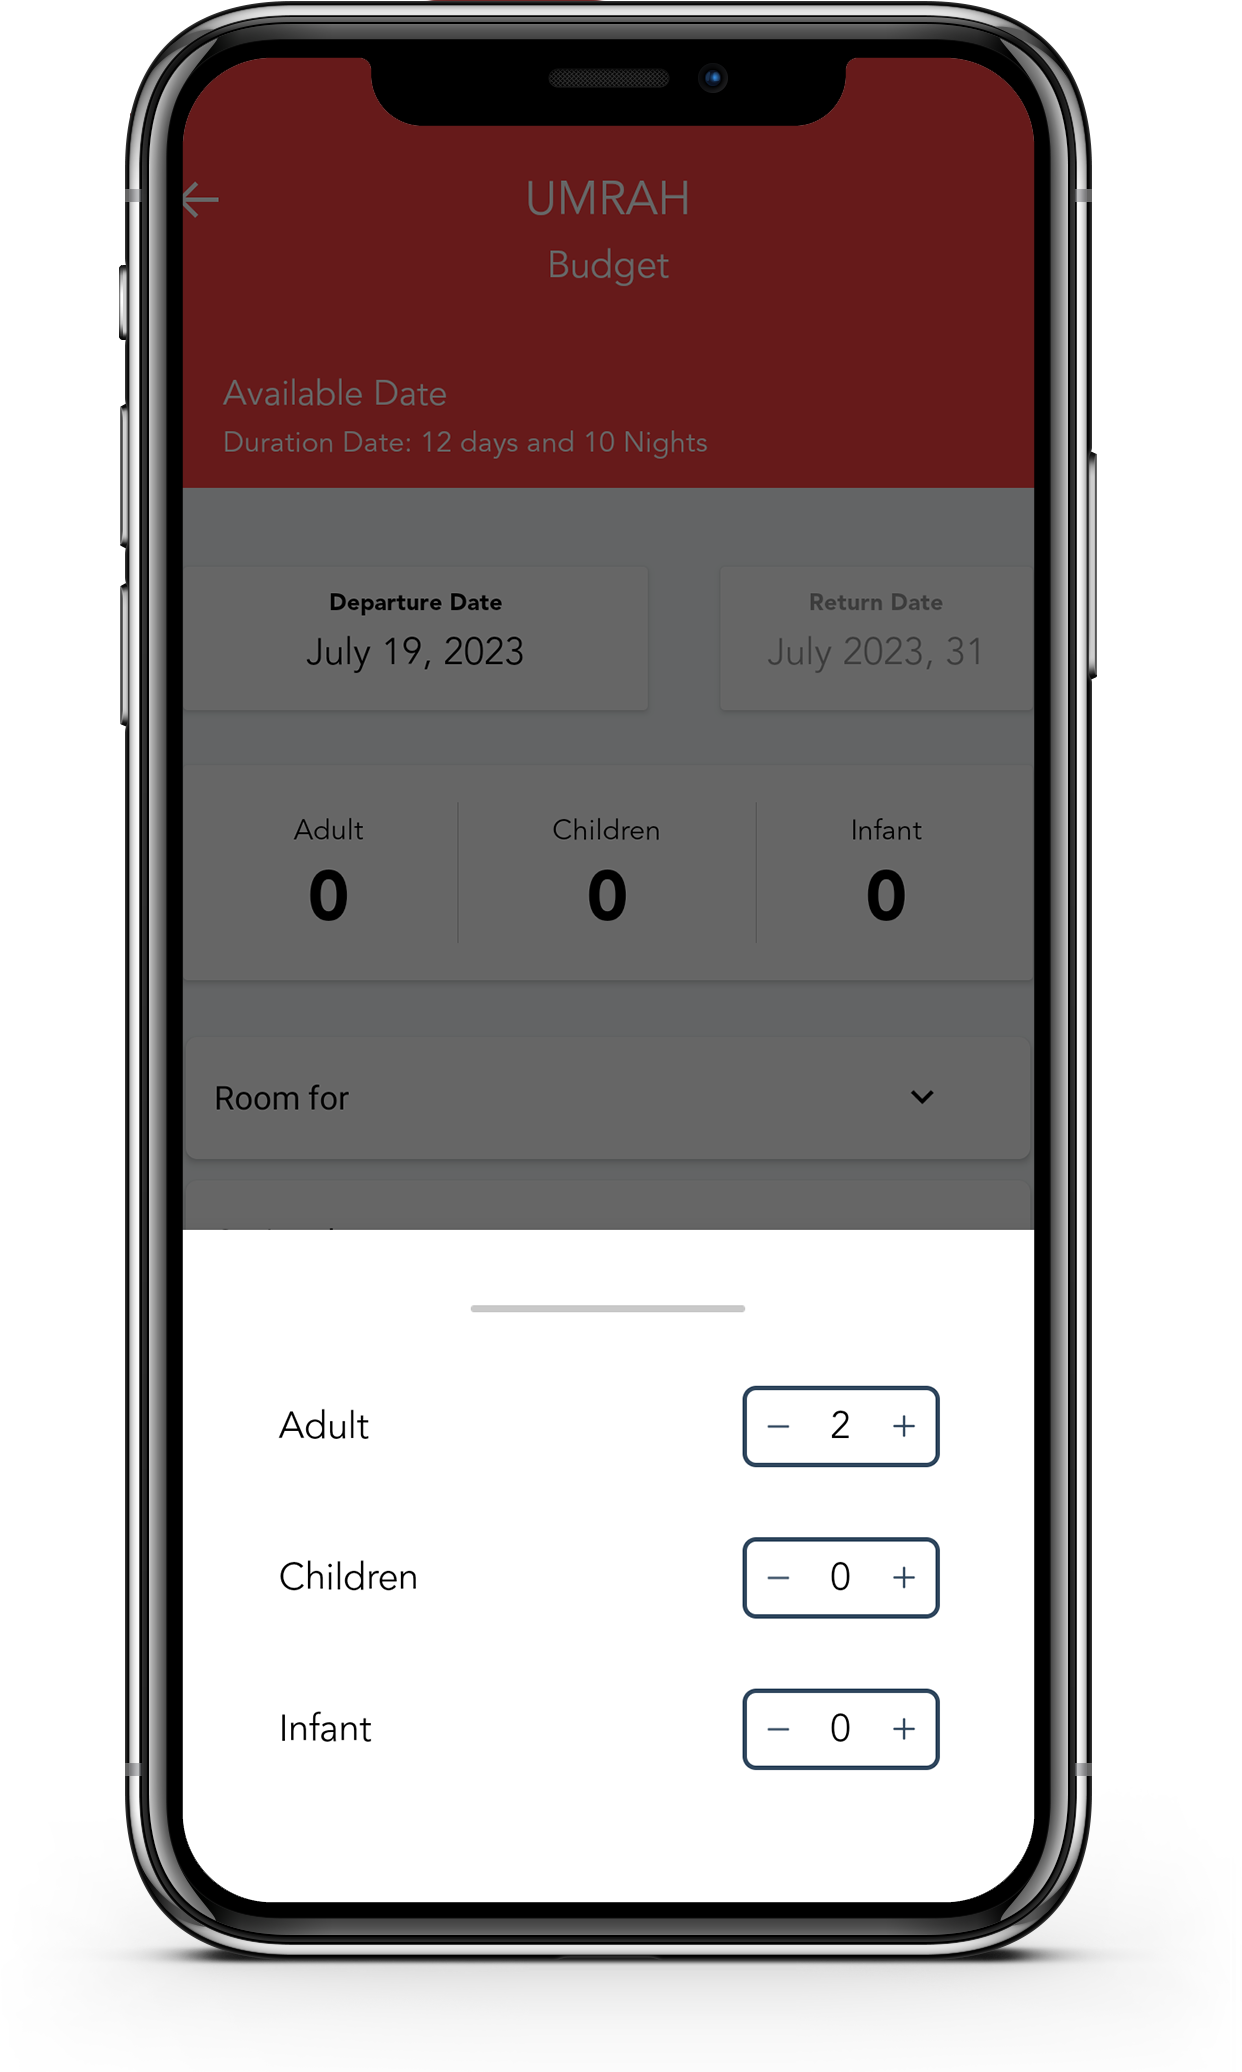 UMRAH
Budget
Available Date
Duration Date: 12 days and 10 Nights
Departure Date
July 19, 2023
Return Date
July 2023, 31
Adult
Children
Infant
0
0
0
Room for
Adult
− 2 +
Children
− 0 +
Infant
− 0 +